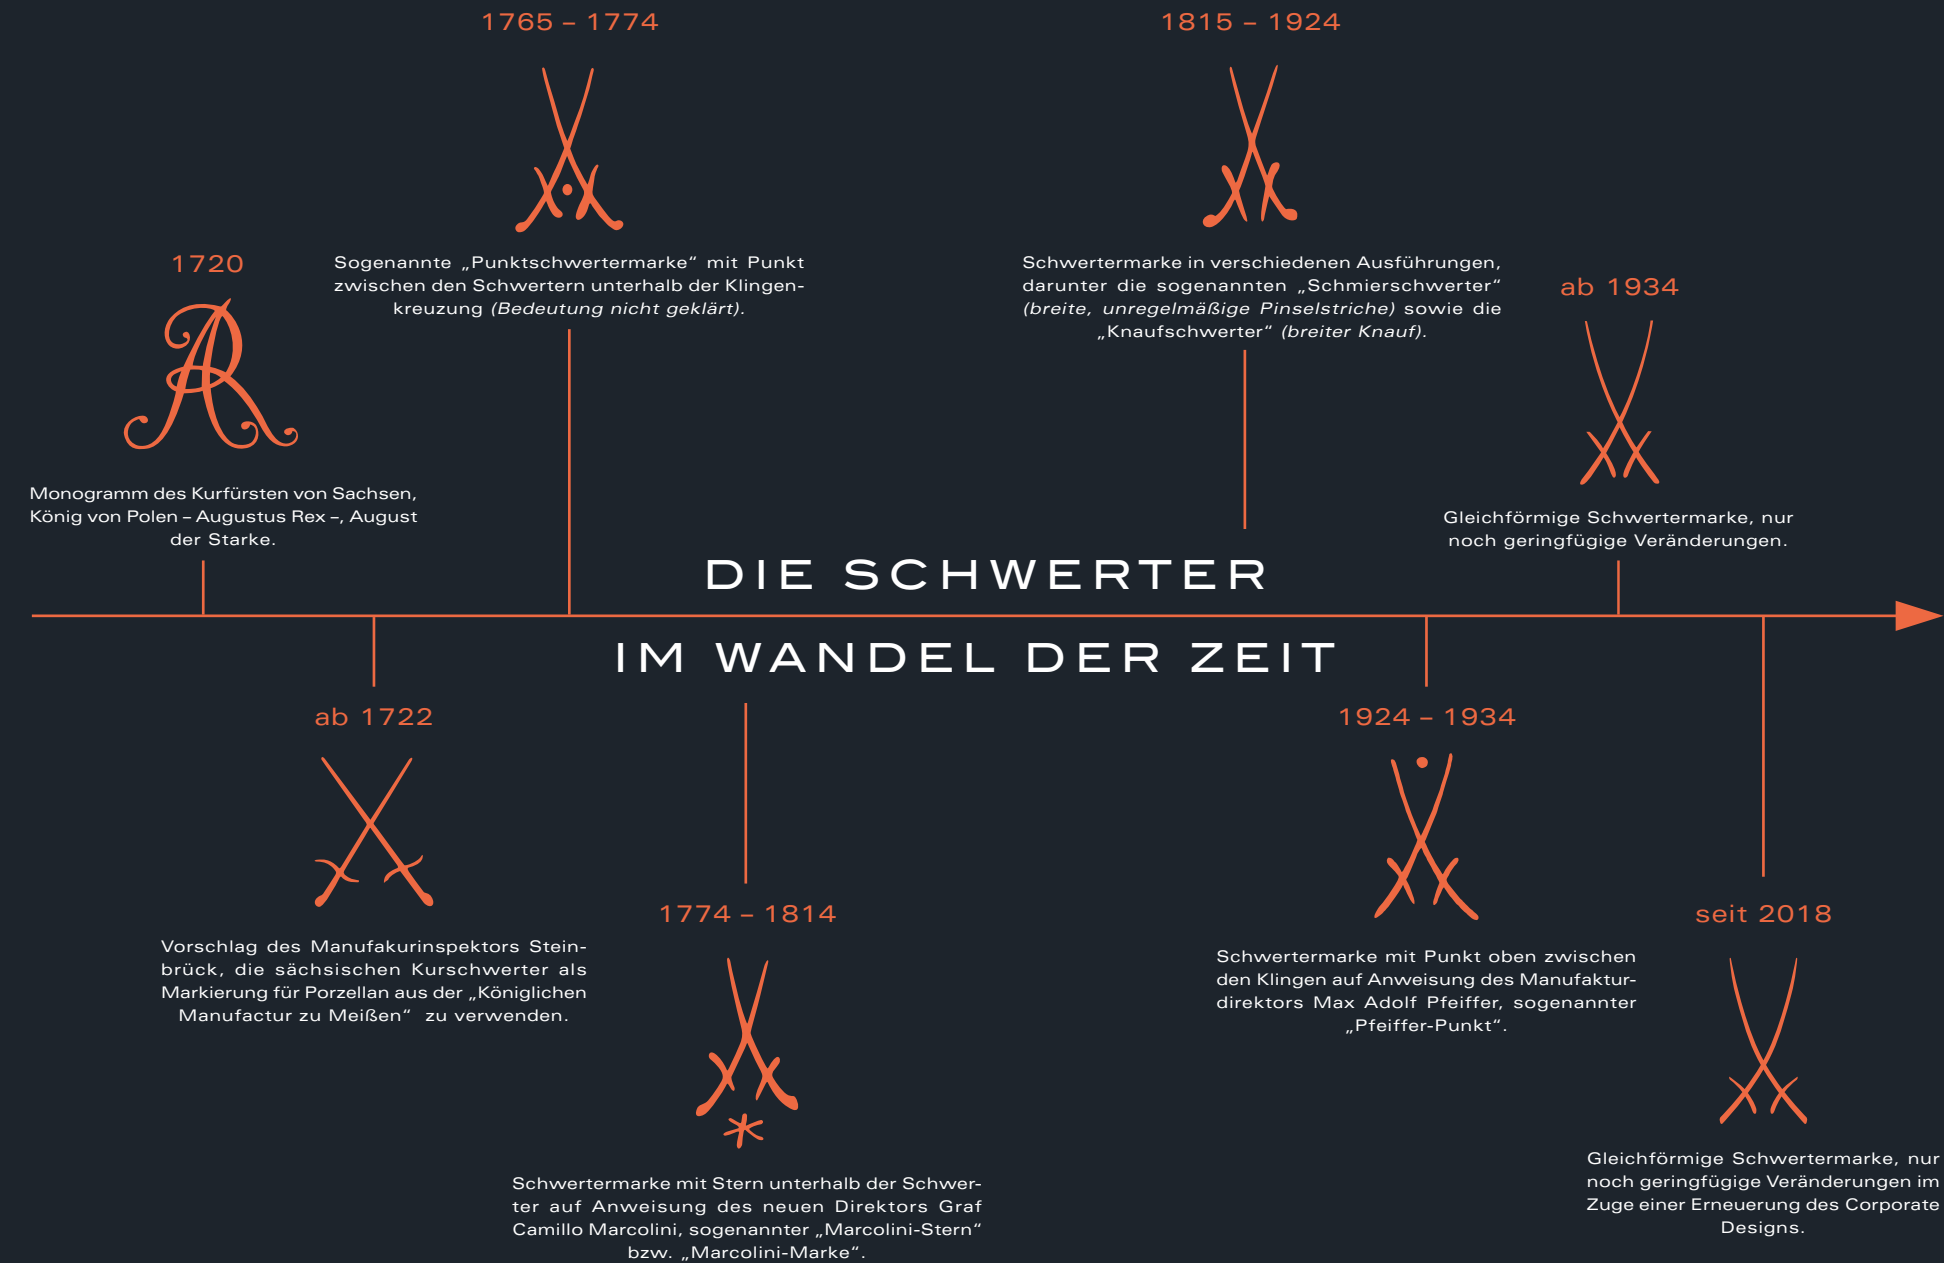 1720
AR
Monogramm des Kurfürsten von Sachsen,
König von Polen – Augustus Rex –, August
der Starke.
ab 1722
Vorschlag des Manufakurinspektors Stein-
brück, die sächsischen Kurschwerter als
Markierung für Porzellan aus der „Königlichen
Manufactur zu Meißen“ zu verwenden.
1765 – 1774
Sogenannte „Punktschwertermarke“ mit Punkt
zwischen den Schwertern unterhalb der Klingen-
kreuzung (Bedeutung nicht geklärt).
DIE SCHWERTER
IM WANDEL DER ZEIT
1774 – 1814
Schwertermarke mit Stern unterhalb der Schwer-
ter auf Anweisung des neuen Direktors Graf
Camillo Marcolini, sogenannter „Marcolini-Stern“
bzw. „Marcolini-Marke“.
1815 – 1924
Schwertermarke in verschiedenen Ausführungen,
darunter die sogenannten „Schmierschwerter“
(breite, unregelmäßige Pinselstriche) sowie die
„Knaufschwerter“ (breiter Knauf).
1924 – 1934
Schwertermarke mit Punkt oben zwischen
den Klingen auf Anweisung des Manufaktur-
direktors Max Adolf Pfeiffer, sogenannter
„Pfeiffer-Punkt“.
ab 1934
Gleichförmige Schwertermarke, nur
noch geringfügige Veränderungen.
seit 2018
Gleichförmige Schwertermarke, nur
noch geringfügige Veränderungen im
Zuge einer Erneuerung des Corporate
Designs.